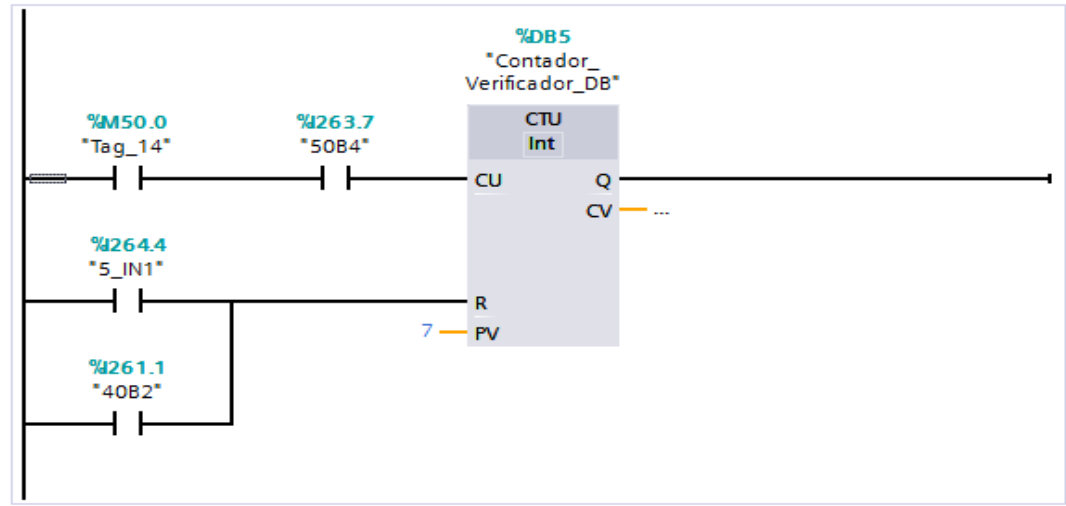 %DB5
"Contador_
Verificador_DB"
%M50.0
"Tag_14"
%I263.7
"50B4"
CTU
Int
CU
Q
CV
...
%I264.4
"5_IN1"
R
7
PV
%I261.1
"40B2"